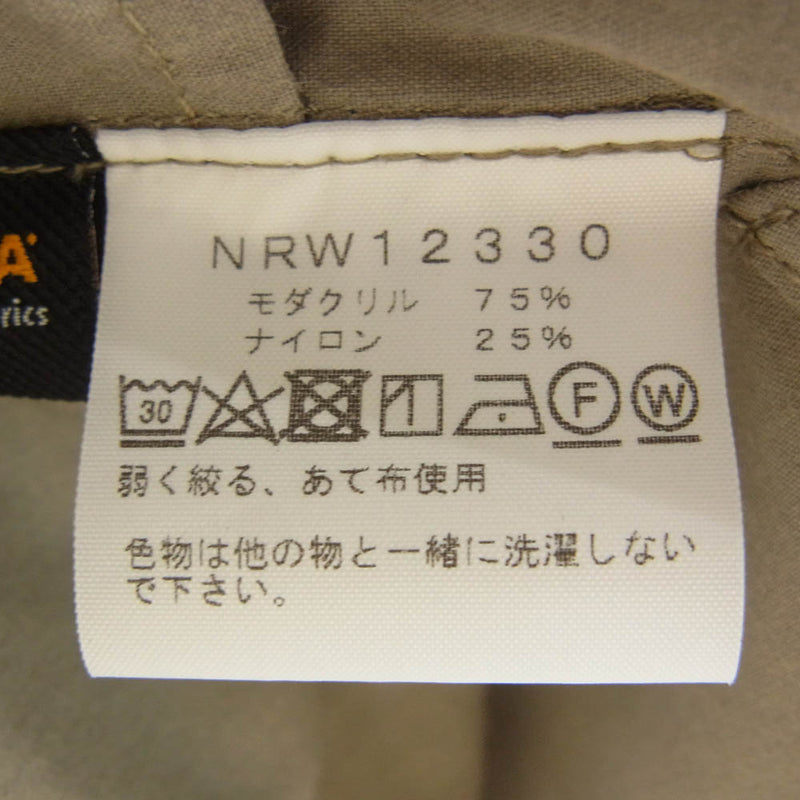 A
rics
NRW12330
モダクリル 75%
ナイロン 25%
30 F W
弱く絞る、あて布使用
色物は他の物と一緒に洗濯しない
で下さい。